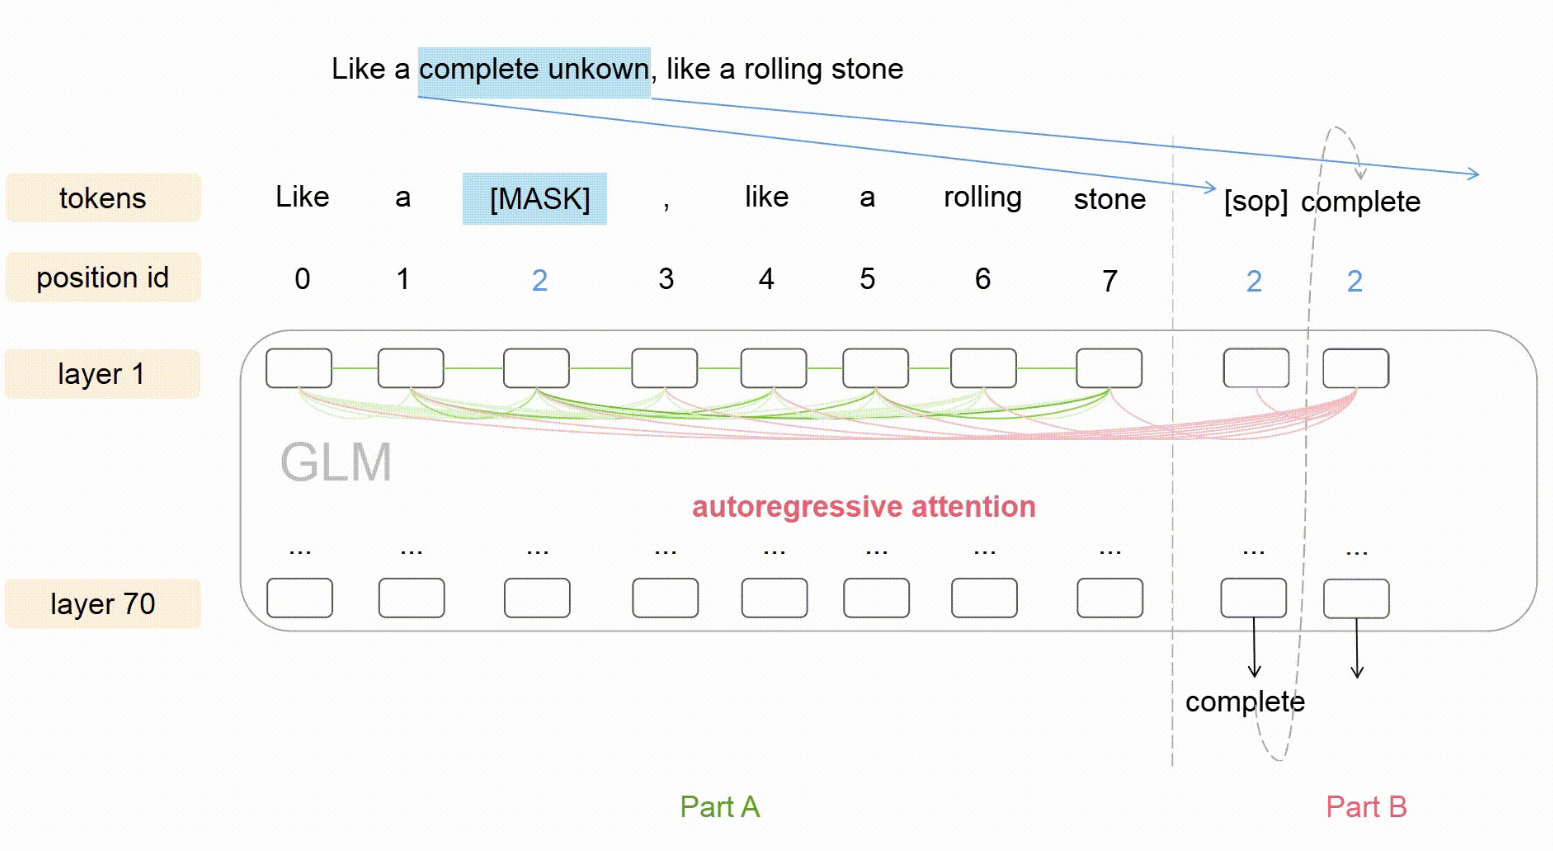 Like a complete unkown, like a rolling stone
tokens Like a [MASK] , like a rolling stone [sop] complete
position id 0 1 2 3 4 5 6 7 2 2
layer 1
GLM
autoregressive attention
... ... ... ... ... ... ... ... ... ...
layer 70
complete
Part A Part B